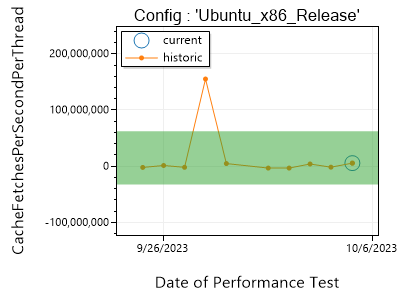 Config : 'Ubuntu_x86_Release'
CacheFetchesPerSecondPerThread
current
historic
200,000,000
100,000,000
0
-100,000,000
9/26/2023
10/6/2023
Date of Performance Test